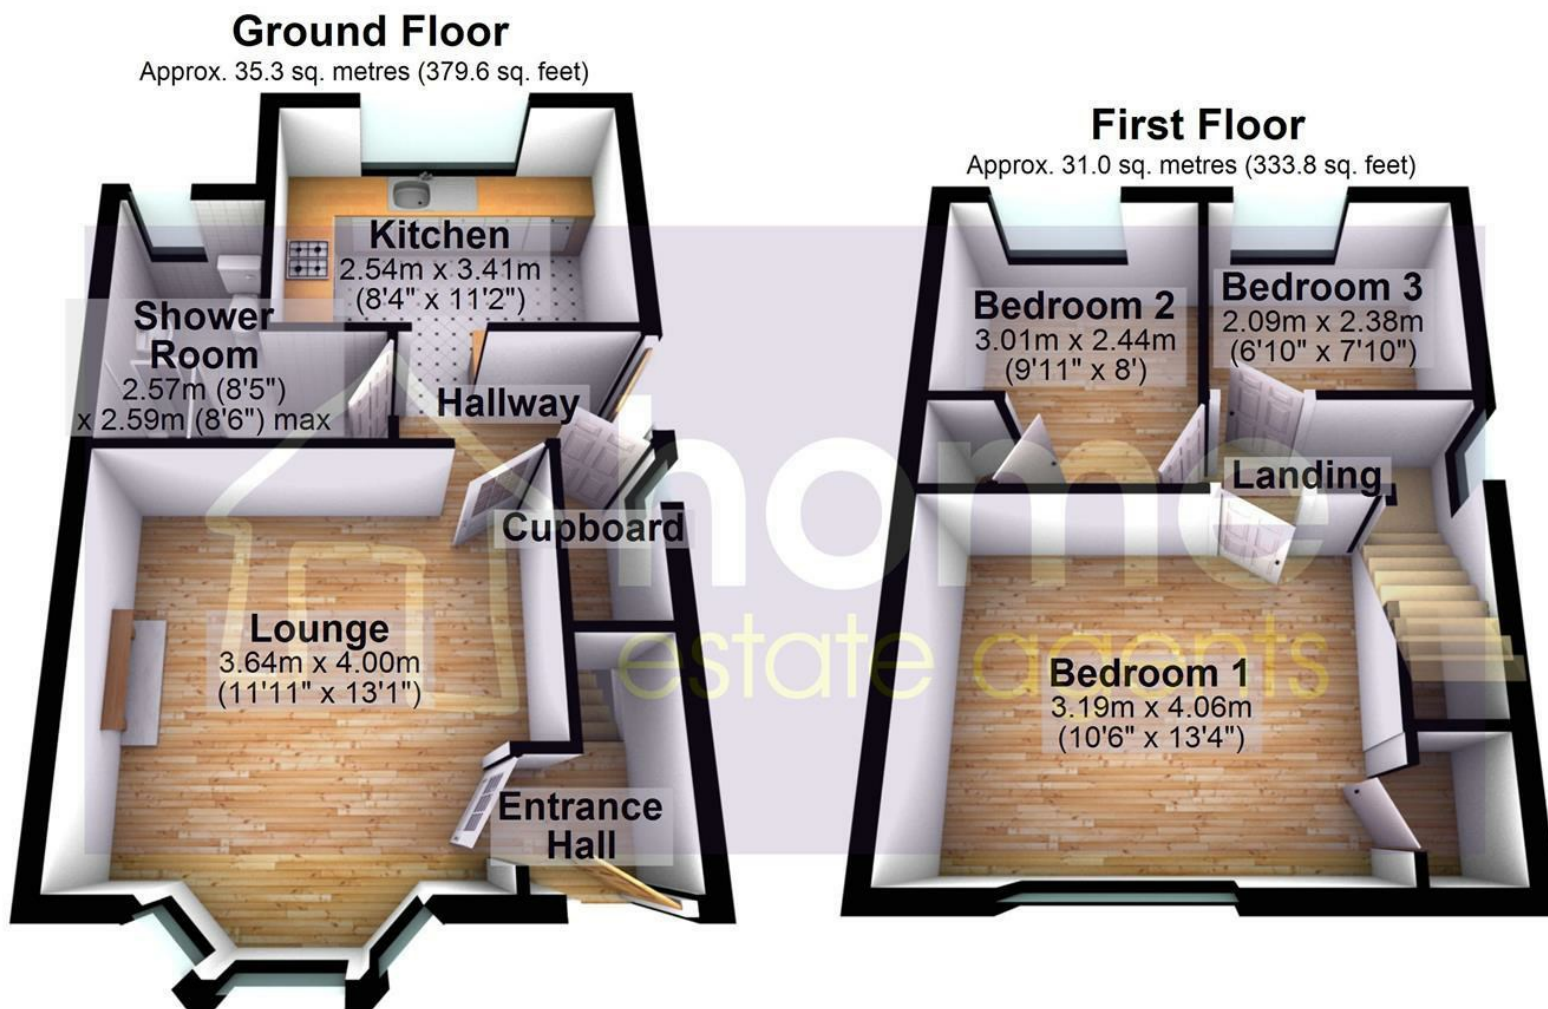 Ground Floor
Approx. 35.3 sq. metres (379.6 sq. feet)
Kitchen
2.54m x 3.41m
(8'4" x 11'2")
Shower
Room
2.57m (8'5")
x 2.59m (8'6") max
Hallway
Cupboard
Lounge
3.64m x 4.00m
(11'11" x 13'1")
Entrance
Hall
First Floor
Approx. 31.0 sq. metres (333.8 sq. feet)
Bedroom 2
3.01m x 2.44m
(9'11" x 8')
Bedroom 3
2.09m x 2.38m
(6'10" x 7'10")
Landing
Bedroom 1
3.19m x 4.06m
(10'6" x 13'4")
home
estate agents